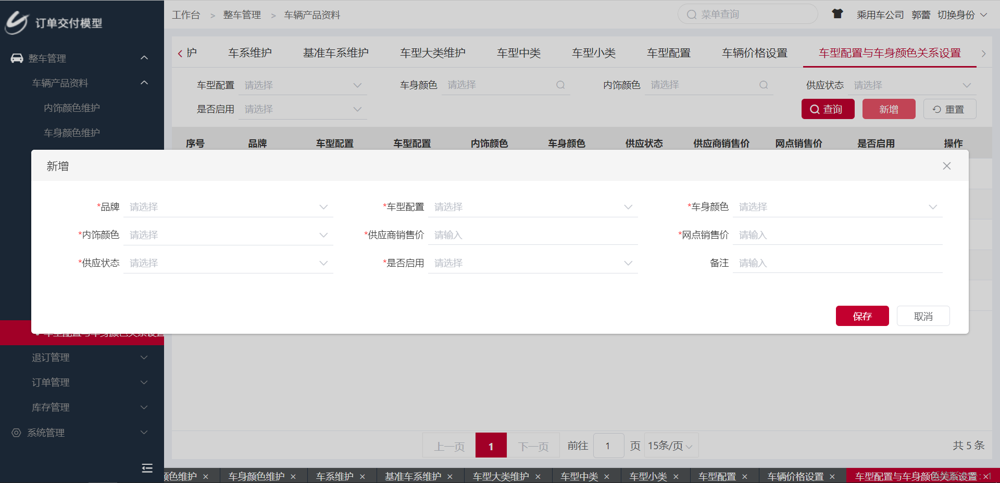 订单交付模型
工作台 > 整车管理 > 车辆产品资料
菜单查询
乘用车公司 郭蕾 切换身份
整车管理
车辆产品资料
内饰颜色维护
车身颜色维护
护 车系维护 基准车系维护 车型大类维护 车型中类 车型小类 车型配置 车辆价格设置 车型配置与车身颜色关系设置
车型配置 请选择 车身颜色 请选择 内饰颜色 请选择 供应状态 请选择
是否启用 请选择 查询 新增 重置
序号 品牌 车型配置 车型配置 内饰颜色 车身颜色 供应状态 供应商销售价 网点销售价 是否启用 操作
新增
*品牌 请选择 *车型配置 请选择 *车身颜色 请选择
*内饰颜色 请选择 *供应商销售价 请输入 *网点销售价 请输入
*供应状态 请选择 *是否启用 请选择 备注 请输入
保存 取消
车型配置与车身颜色关系设置
退订管理
订单管理
库存管理
系统管理
上一页 1 下一页 前往 1 页 15条/页 共 5 条
颜色维护 × 车身颜色维护 × 车系维护 × 基准车系维护 × 车型大类维护 × 车型中类 × 车型小类 × 车型配置 × 车辆价格设置 × 车型配置与车身颜色关系设置 ×